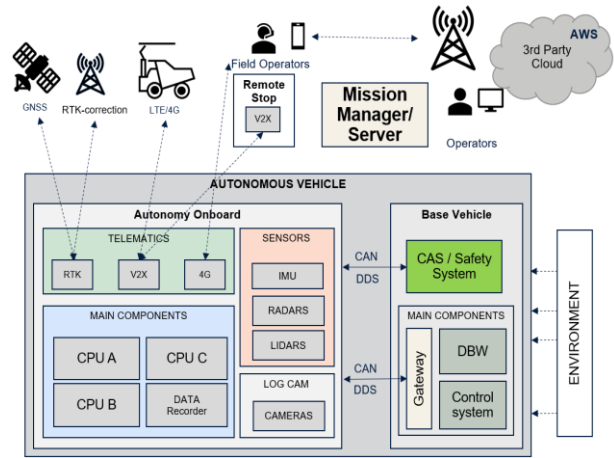 AWS
3rd Party
Cloud
Field Operators
GNSS
RTK-correction
LTE/4G
Remote
Stop
V2X
Mission
Manager/
Server
Operators
AUTONOMOUS VEHICLE
Autonomy Onboard
TELEMATICS
RTK
V2X
4G
SENSORS
IMU
RADARS
LIDARS
MAIN COMPONENTS
CPU A
CPU C
CPU B
DATA
Recorder
LOG CAM
CAMERAS
CAN
DDS
CAN
DDS
Base Vehicle
CAS / Safety
System
MAIN COMPONENTS
Gateway
DBW
Control
system
ENVIRONMENT